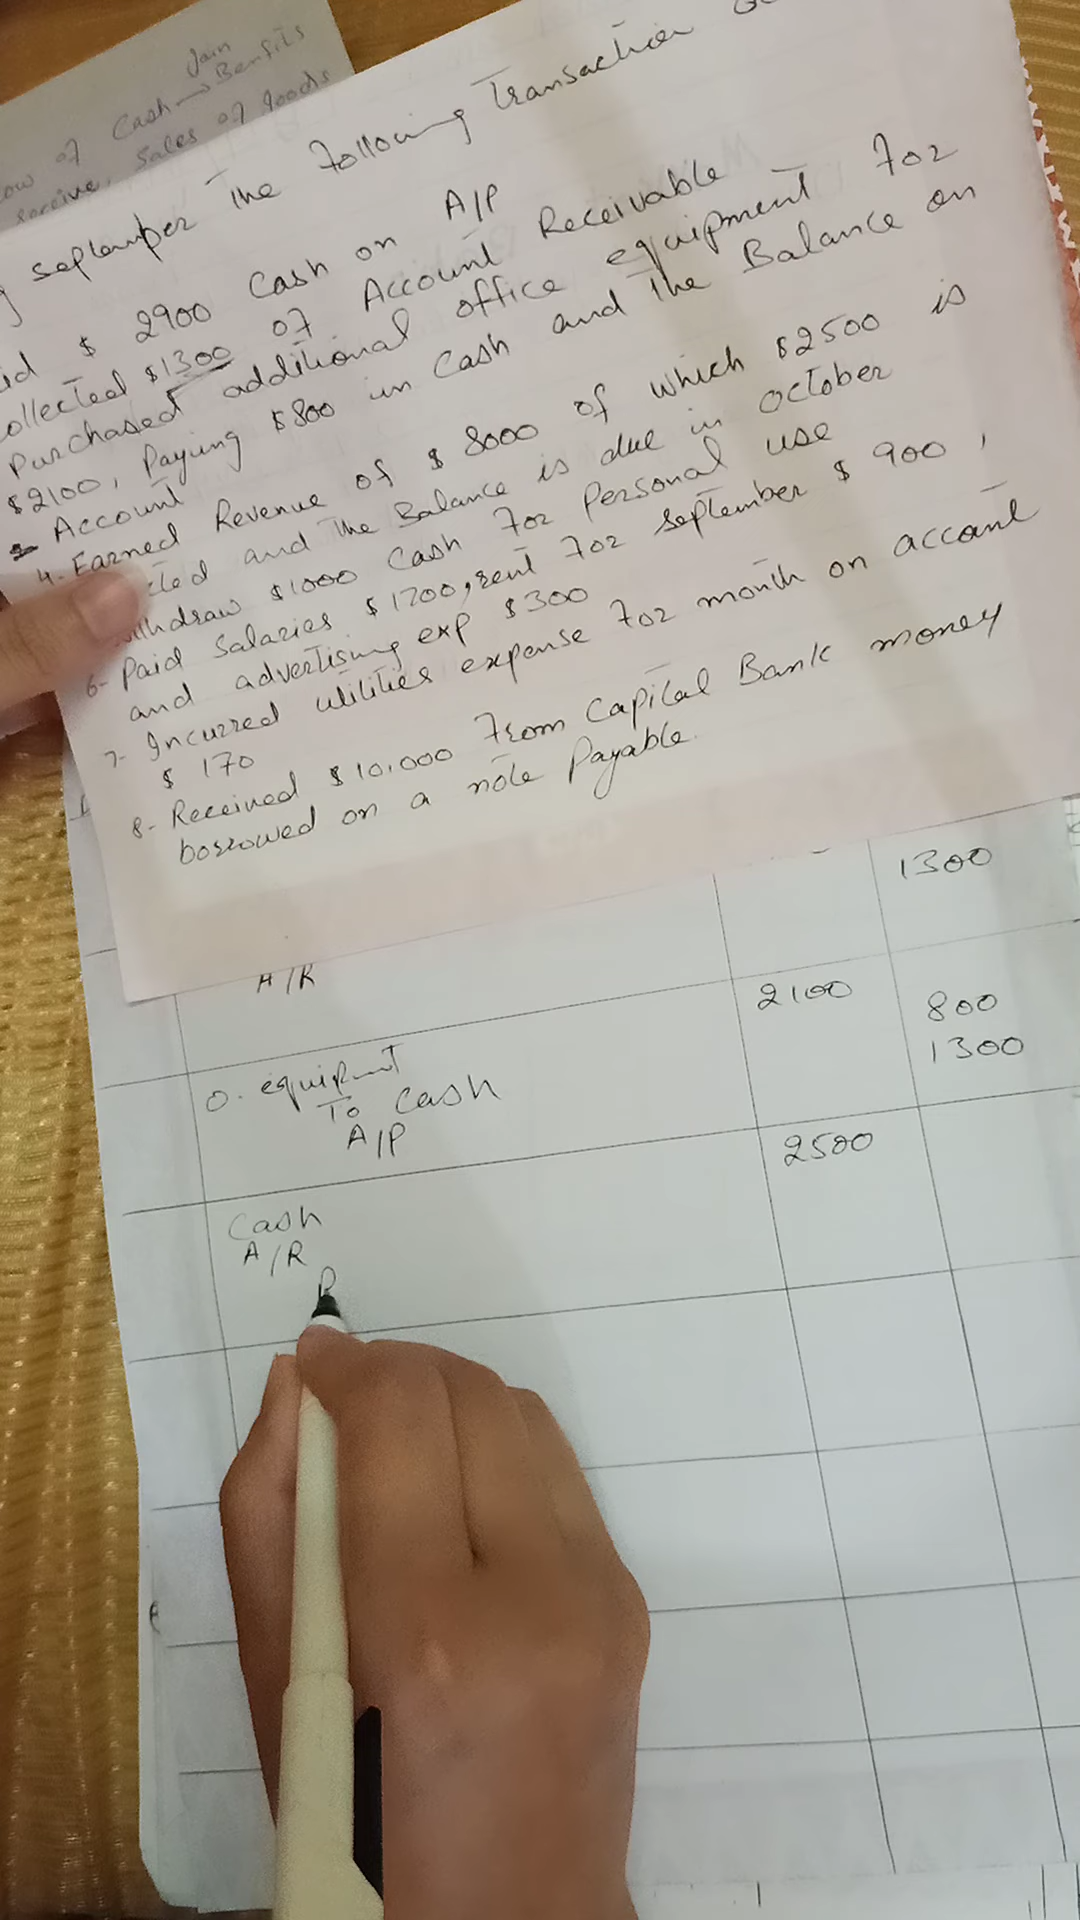 Jain
of Cash → Benfits
receive, Sales of goods
september the following Transaction
$ 2900 Cash on A/P
collected $1300 of Account Receivable
Purchased additional office equipment for
$2100, Paying $800 in Cash and the Balance on
Account
4- Earned Revenue of $ 8000 of which $2500 is
and the Balance is due in october
withdraw $1000 Cash for Personal use
6- Paid Salaries $ 1700, rent for september $ 900,
and advertising exp $300
7- Incurred utilities expense for month on account
$ 170
8- Received $ 10,000 from Capital Bank money
borrowed on a note Payable.
1300
A/R
2100
O. equipmnt
To Cash 800
A/P 1300
Cash 2500
A/R